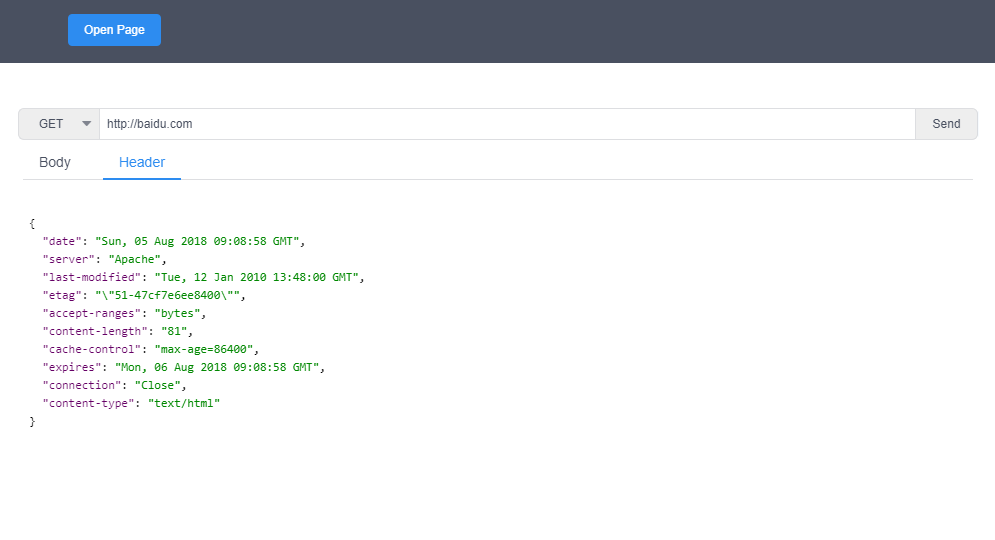 Open Page
GET http://baidu.com Send
Body Header
{
  "date": "Sun, 05 Aug 2018 09:08:58 GMT",
  "server": "Apache",
  "last-modified": "Tue, 12 Jan 2010 13:48:00 GMT",
  "etag": "\"51-47cf7e6ee8400\"",
  "accept-ranges": "bytes",
  "content-length": "81",
  "cache-control": "max-age=86400",
  "expires": "Mon, 06 Aug 2018 09:08:58 GMT",
  "connection": "Close",
  "content-type": "text/html"
}